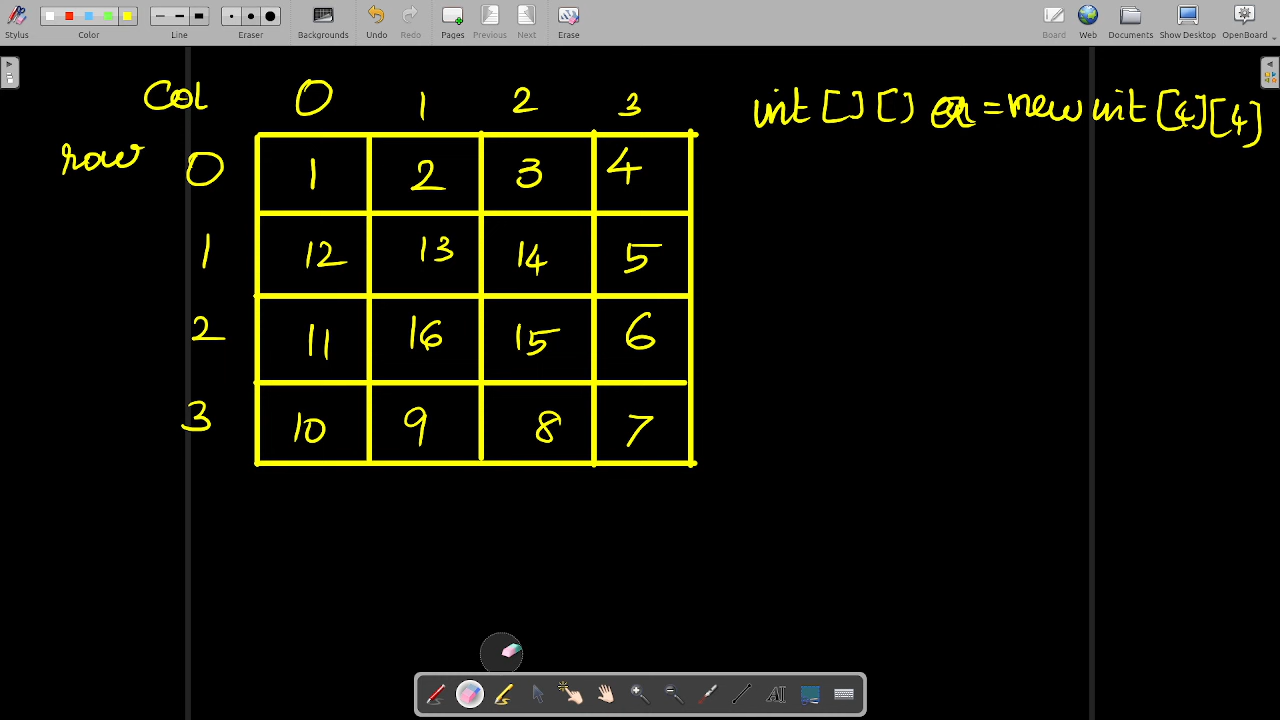 Stylus Color Line Eraser Backgrounds Undo Redo Pages Previous Next Erase Board Web Documents Show Desktop OpenBoard
Col 0 1 2 3 int [] [] = new int [4] [4]
row 0 1 2 3 4
1 12 13 14 5
2 11 16 15 6
3 10 9 8 7
AI